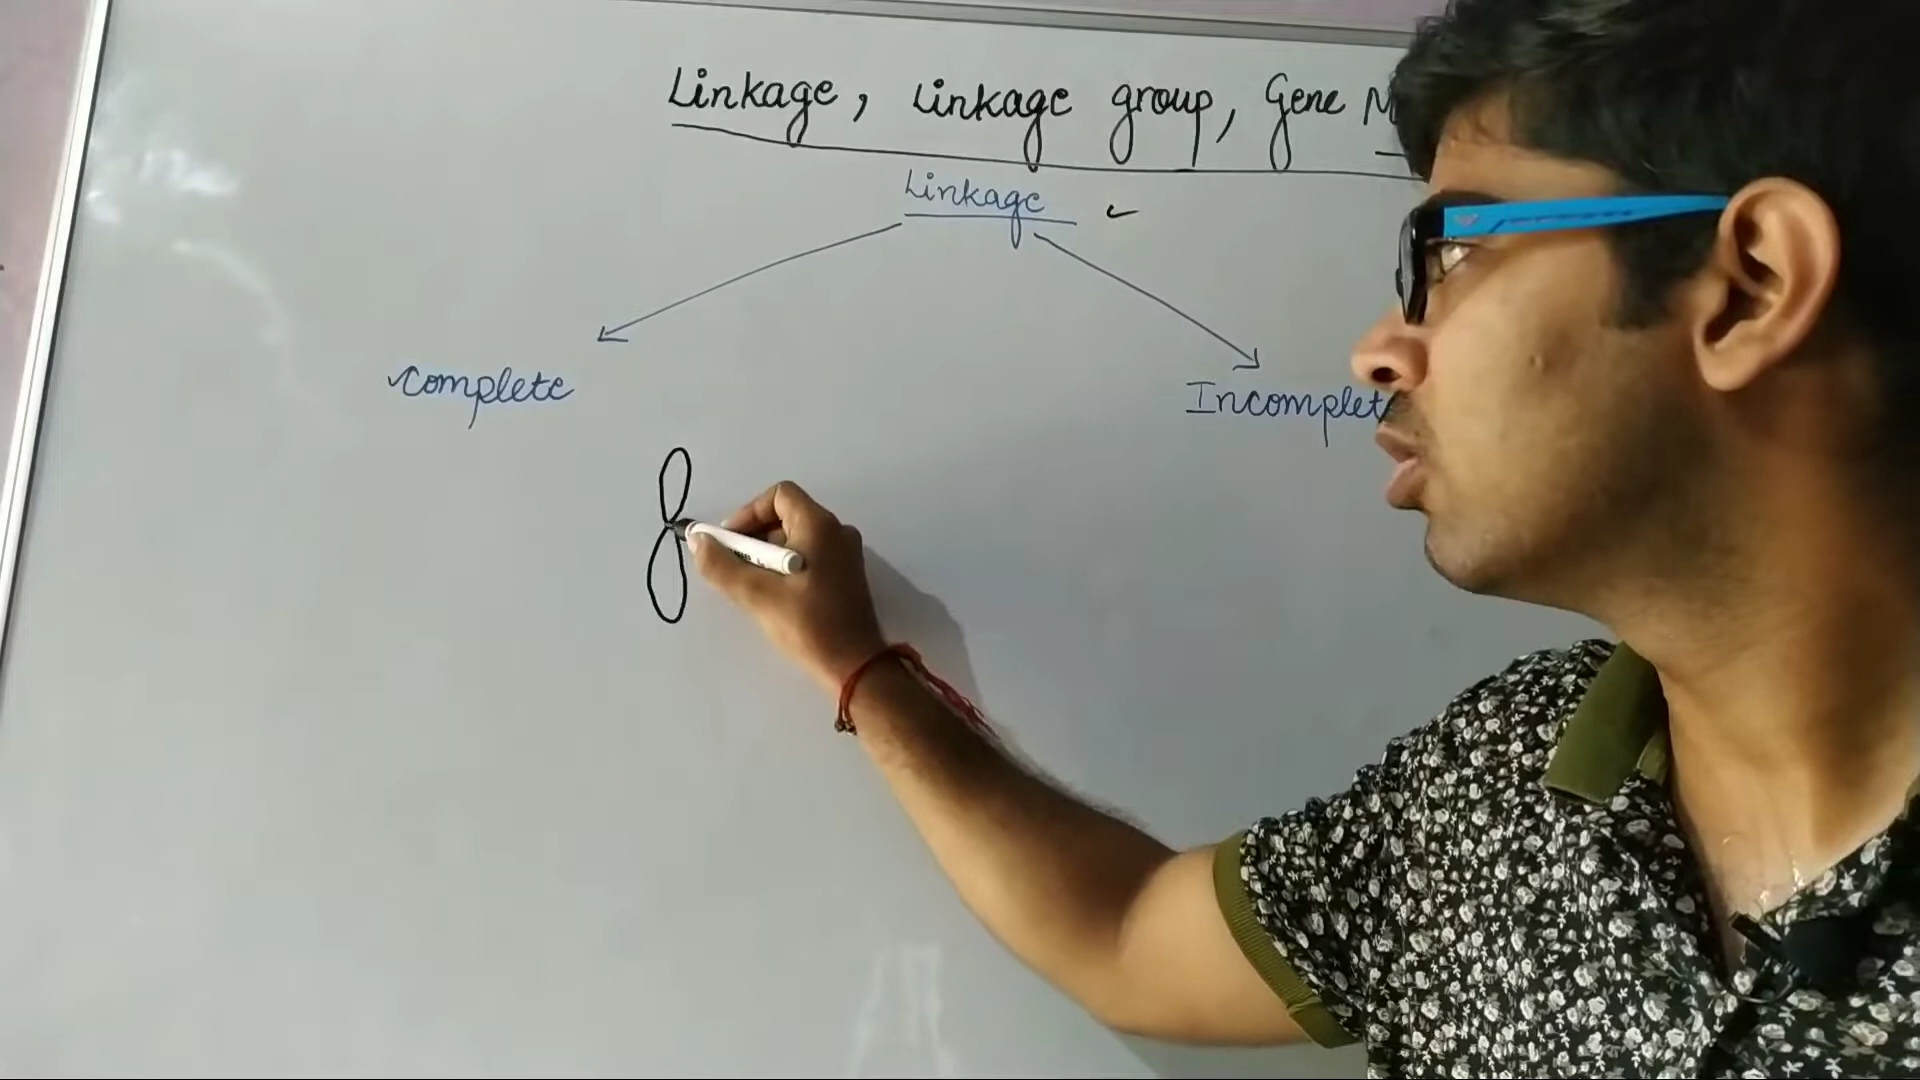 Linkage, Linkage group, Gene M
Linkage
Complete
Incomplete